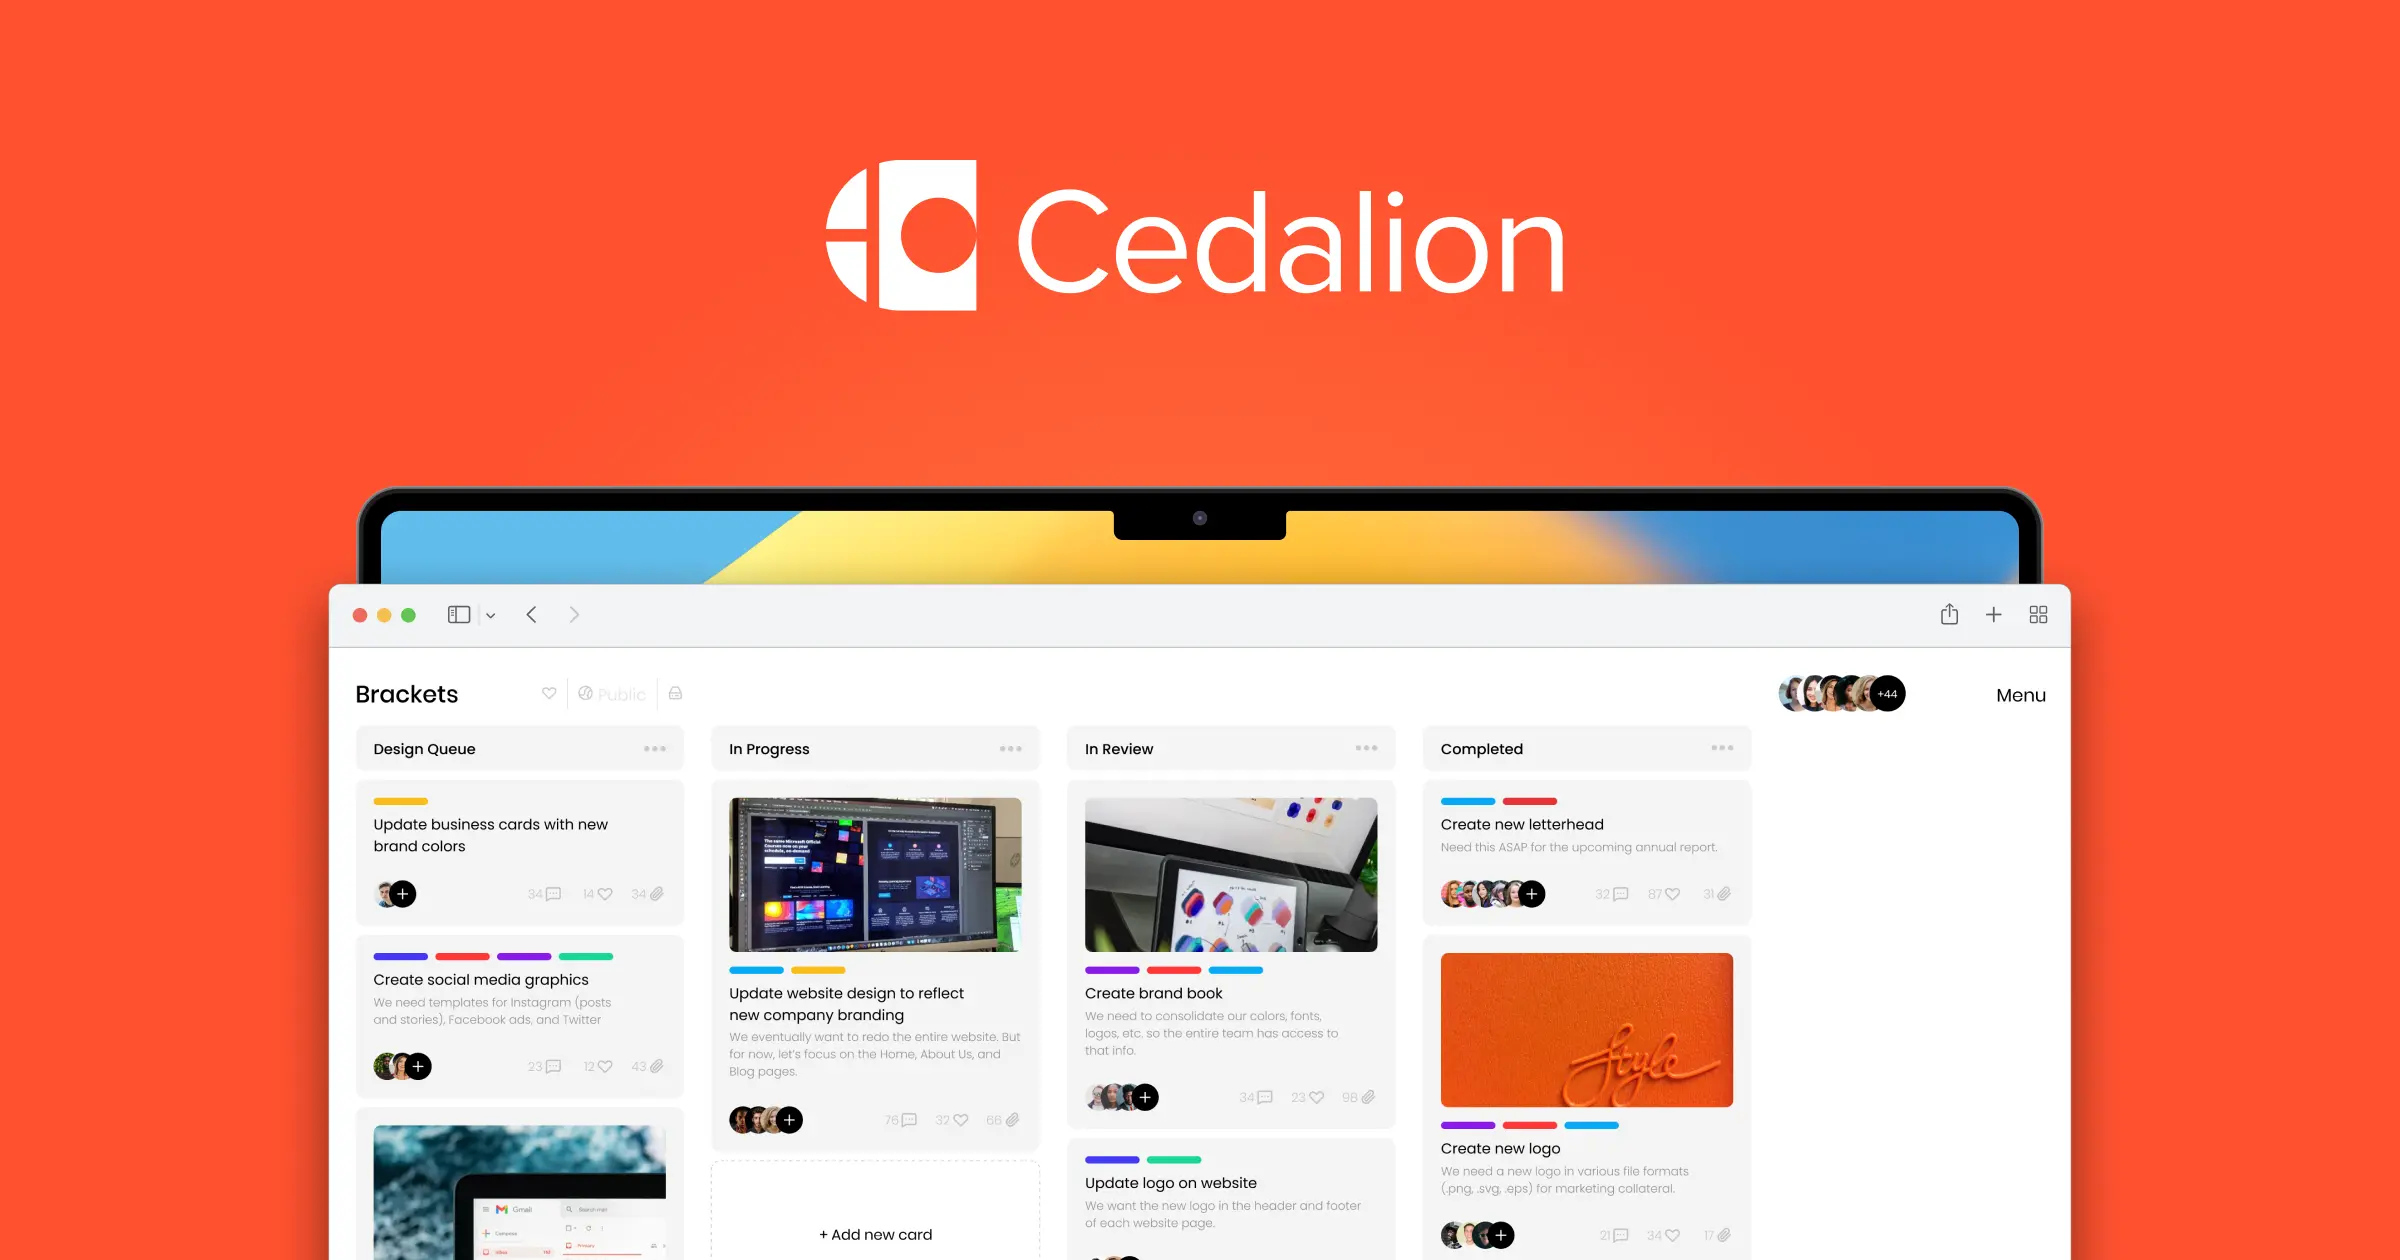 Cedalion
Brackets
Public
+44
Menu
Design Queue
Update business cards with new
brand colors
34
14
34
Create social media graphics
We need templates for Instagram (posts
and stories), Facebook ads, and Twitter
23
12
43
Gmail
Search mail
Compose
Inbox
Primary
In Progress
Update website design to reflect
new company branding
We eventually want to redo the entire website. But
for now, let's focus on the Home, About Us, and
Blog pages.
76
32
66
+ Add new card
In Review
Create brand book
We need to consolidate our colors, fonts,
logos, etc. so the entire team has access to
that info.
34
23
98
Update logo on website
We want the new logo in the header and footer
of each website page.
Completed
Create new letterhead
Need this ASAP for the upcoming annual report.
32
87
31
Style
Create new logo
We need a new logo in various file formats
(.png, .svg, .eps) for marketing collateral.
21
34
17